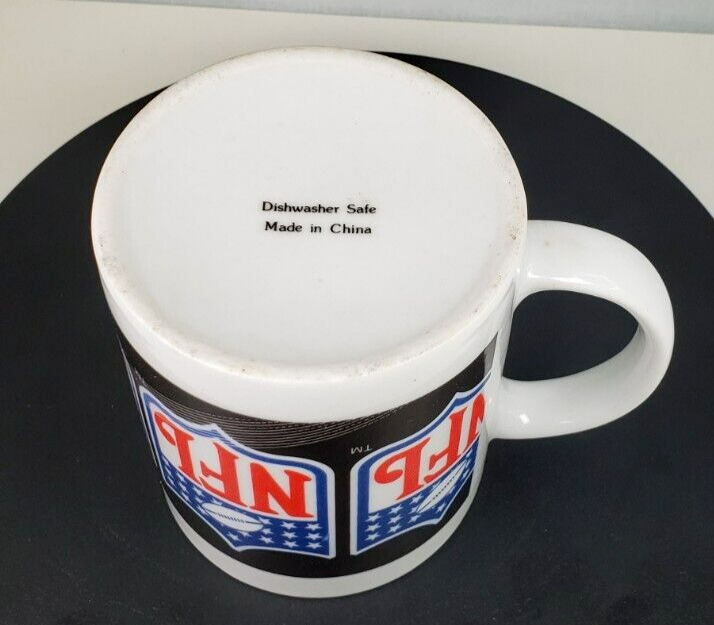 Dishwasher Safe
Made in China
NFL
TM
NFL